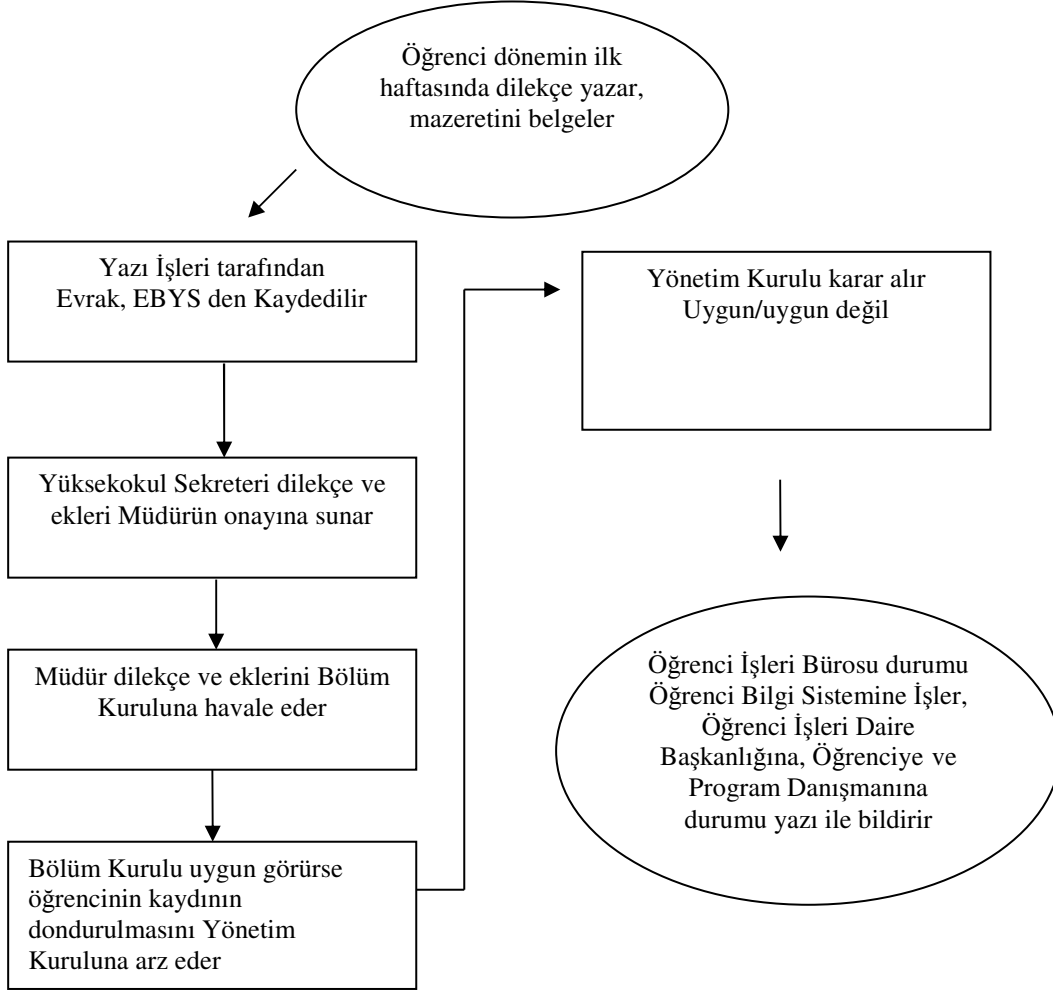 Öğrenci dönemin ilk
haftasında dilekçe yazar,
mazeretini belgeler
Yazı İşleri tarafından
Evrak, EBYS den Kaydedilir
Yüksekokul Sekreteri dilekçe ve
ekleri Müdürün onayına sunar
Müdür dilekçe ve eklerini Bölüm
Kuruluna havale eder
Bölüm Kurulu uygun görürse
öğrencinin kaydının
dondurulmasını Yönetim
Kuruluna arz eder
Yönetim Kurulu karar alır
Uygun/uygun değil
Öğrenci İşleri Bürosu durumu
Öğrenci Bilgi Sistemine İşler,
Öğrenci İşleri Daire
Başkanlığına, Öğrenciye ve
Program Danışmanına
durumu yazı ile bildirir